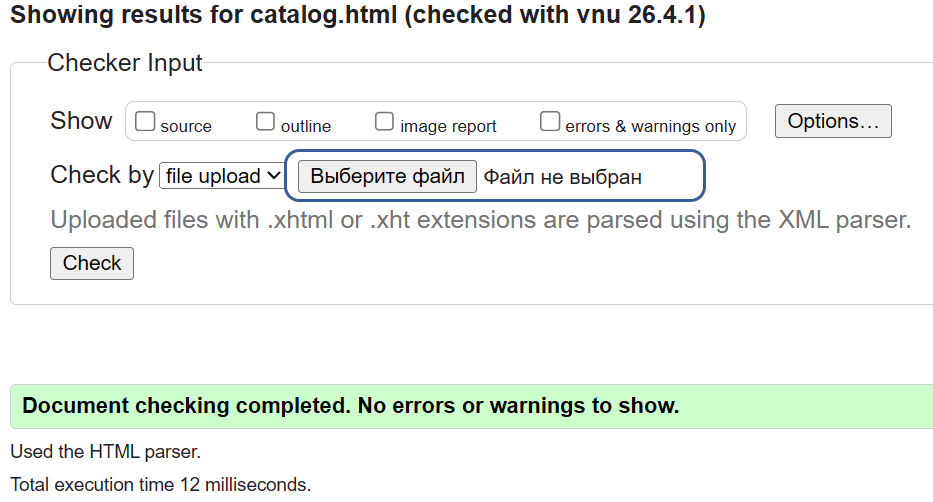 Showing results for catalog.html (checked with vnu 26.4.1)
Checker Input
Show source outline image report errors & warnings only Options…
Check by file upload Выберите файл Файл не выбран
Uploaded files with .xhtml or .xht extensions are parsed using the XML parser.
Check
Document checking completed. No errors or warnings to show.
Used the HTML parser.
Total execution time 12 milliseconds.